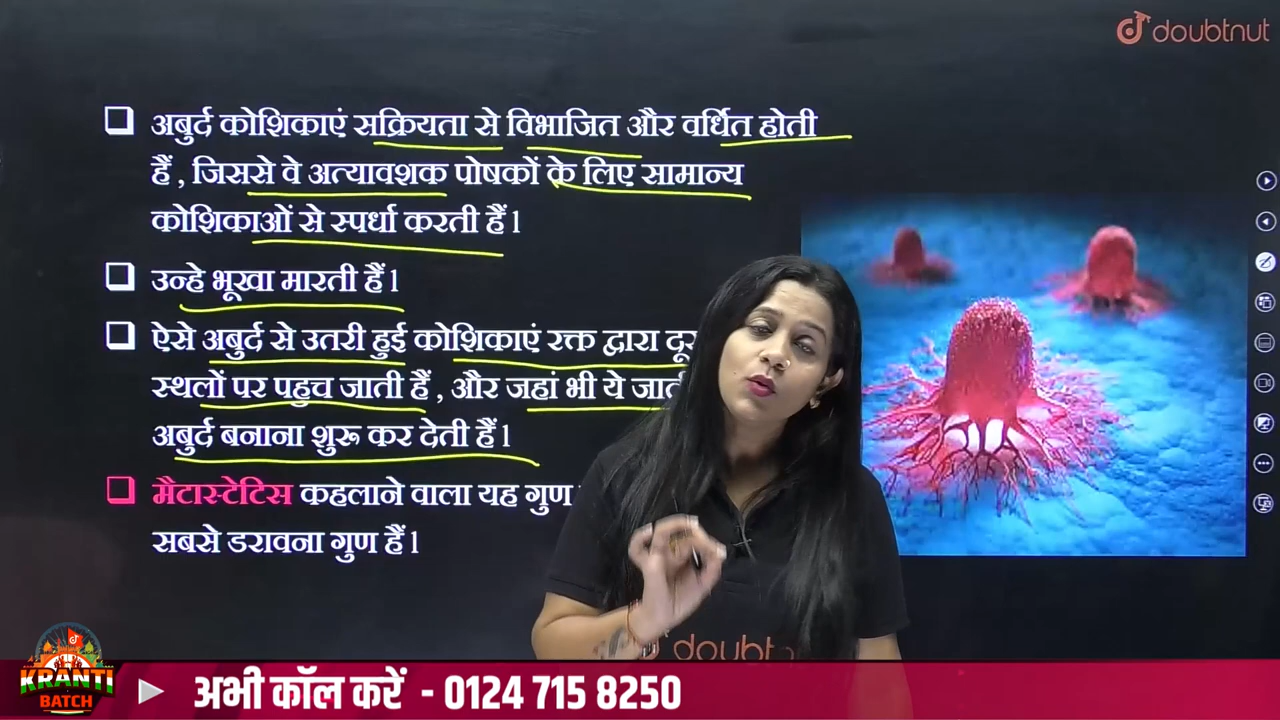 doubtnut
अबुर्द कोशिकाएं सक्रियता से विभाजित और वर्धित होती
हैं , जिससे वे अत्यावशक पोषकों के लिए सामान्य
कोशिकाओं से स्पर्धा करती हैं l
उन्हे भूखा मारती हैं l
ऐसे अबुर्द से उतरी हुई कोशिकाएं रक्त द्वारा दूर
स्थलों पर पहुच जाती हैं , और जहां भी ये
अबुर्द बनाना शुरू कर देती हैं l
मैटास्टेटिस कहलाने वाला यह गुण
सबसे डरावना गुण हैं l
doubtn
KRANTI
BATCH
अभी कॉल करें - 0124 715 8250